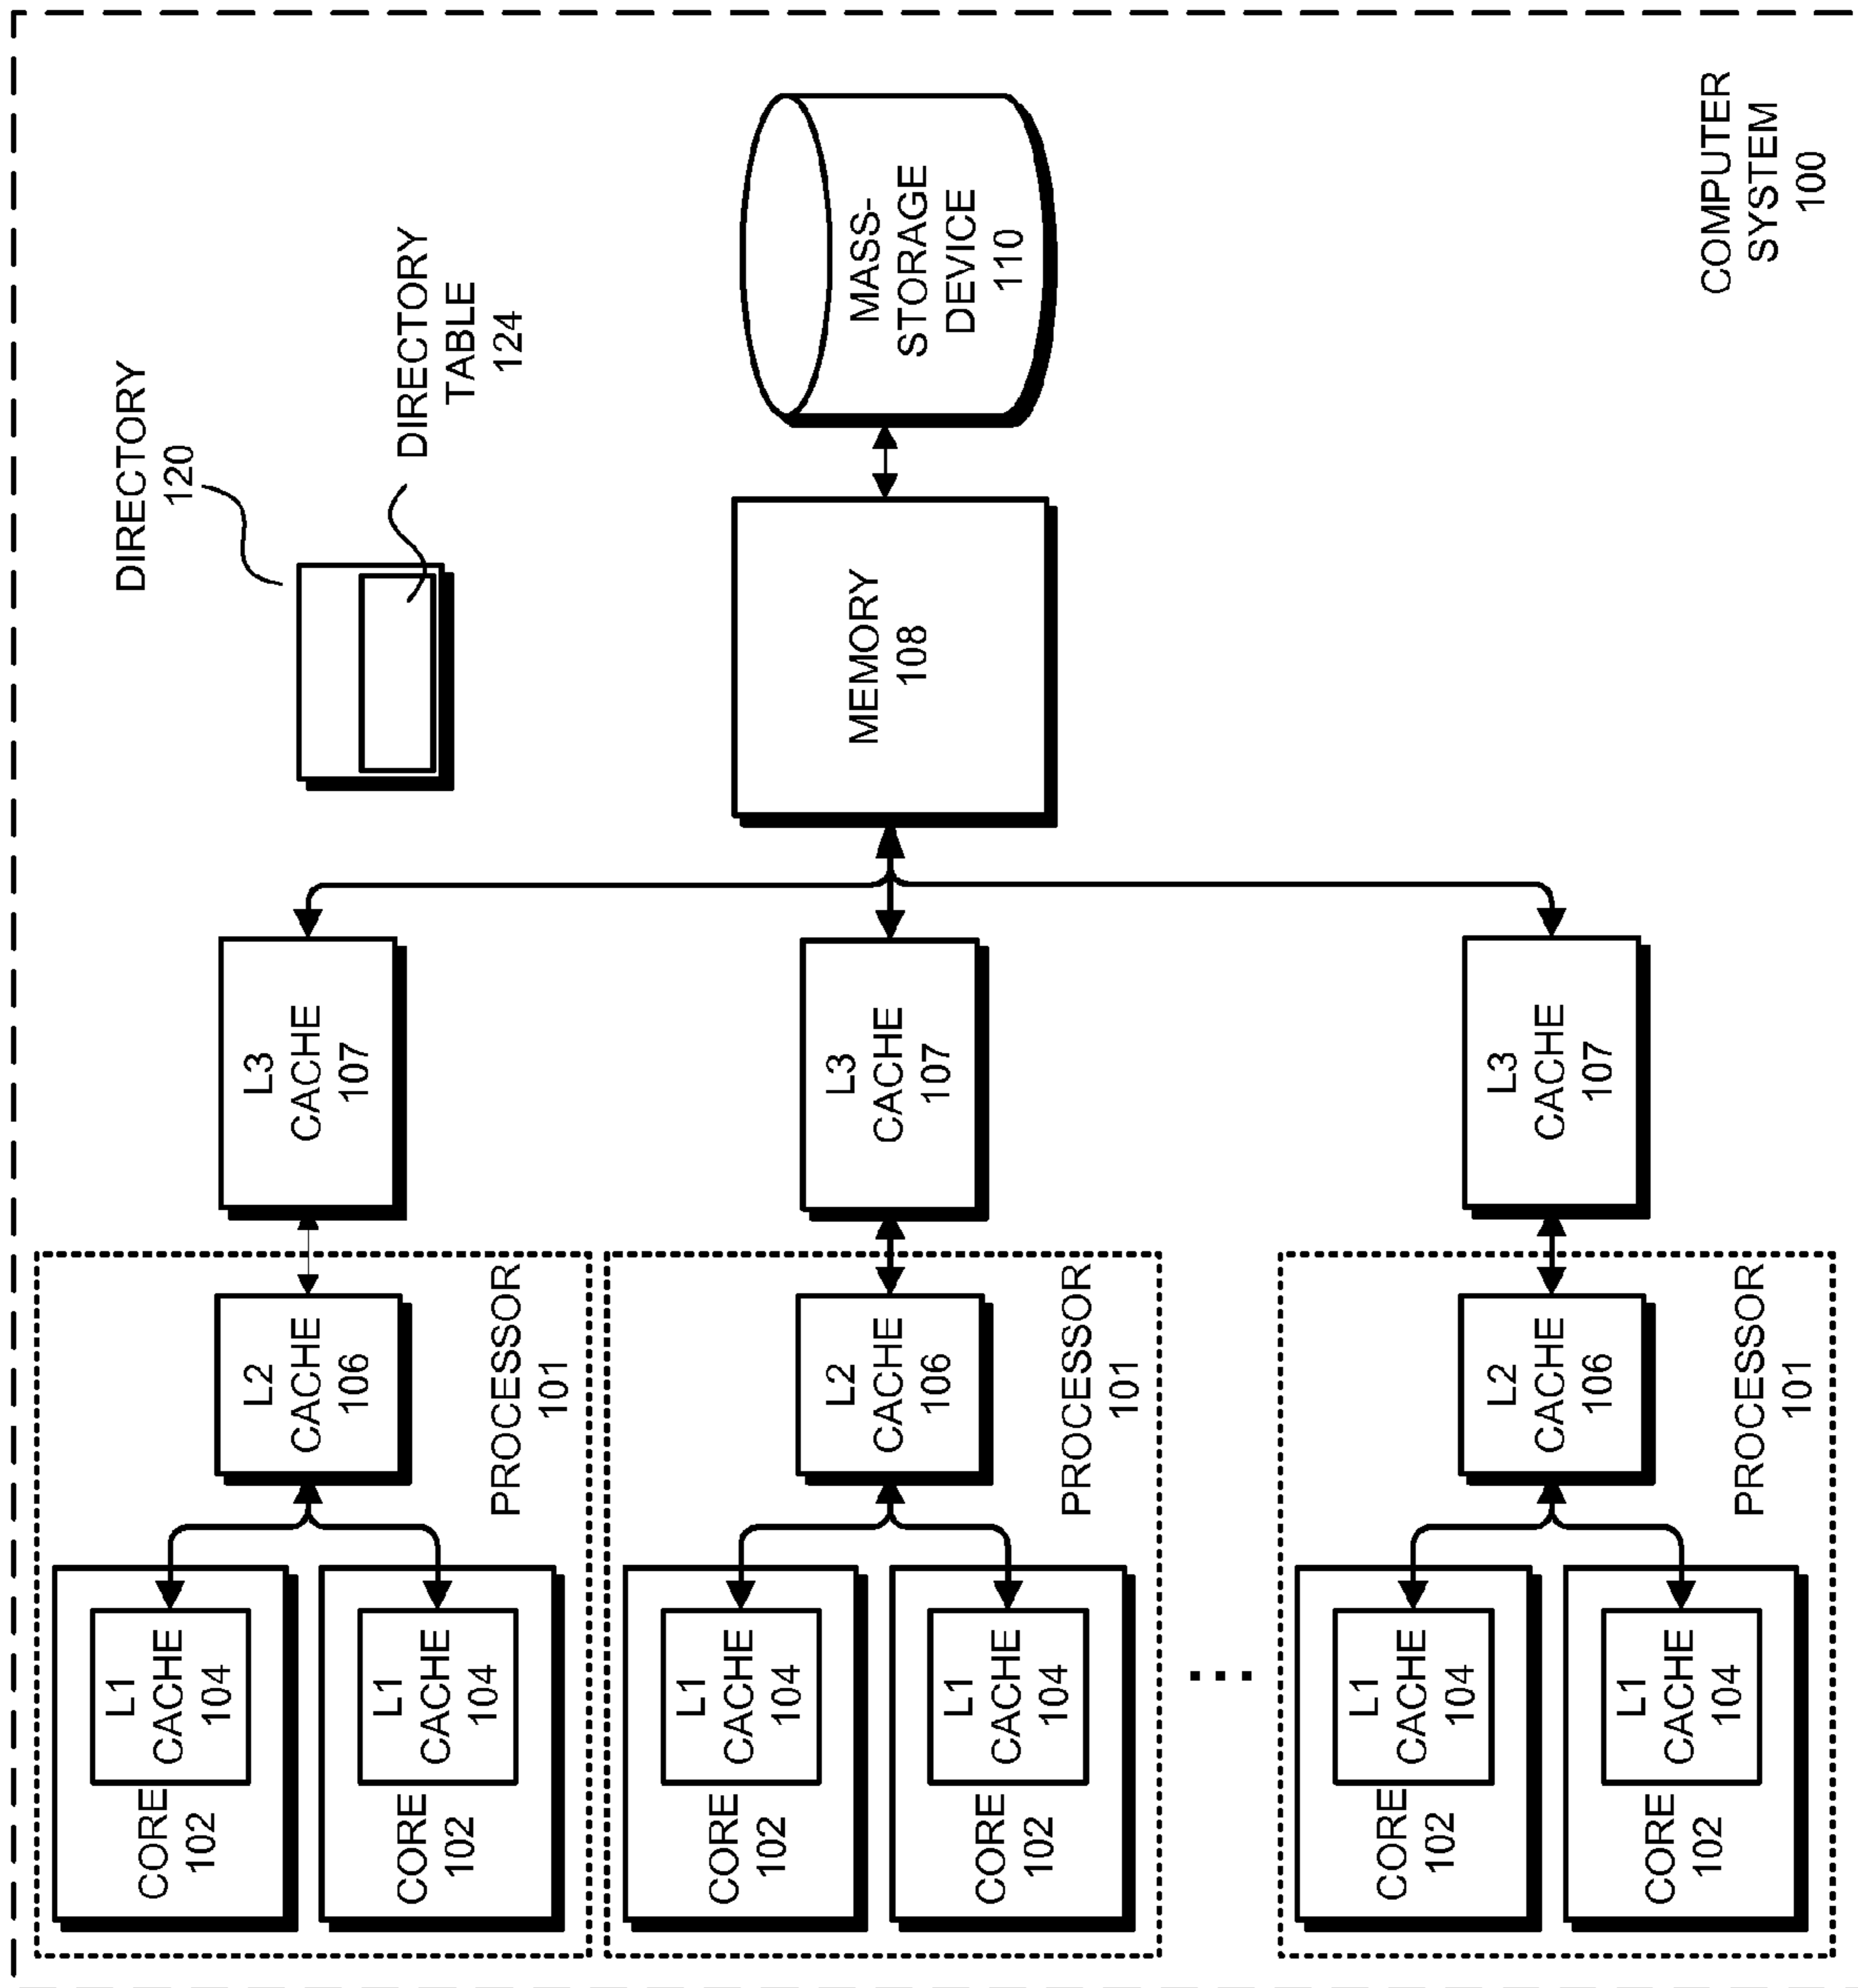 CORE
102
L1
CACHE
104
CORE
102
L1
CACHE
104
L2
CACHE
106
PROCESSOR
101
L3
CACHE
107
DIRECTORY
120
DIRECTORY
TABLE
124
CORE
102
L1
CACHE
104
CORE
102
L1
CACHE
104
L2
CACHE
106
PROCESSOR
101
L3
CACHE
107
MEMORY
108
MASS-
STORAGE
DEVICE
110
...
CORE
102
L1
CACHE
104
CORE
102
L1
CACHE
104
L2
CACHE
106
PROCESSOR
101
L3
CACHE
107
COMPUTER
SYSTEM
100